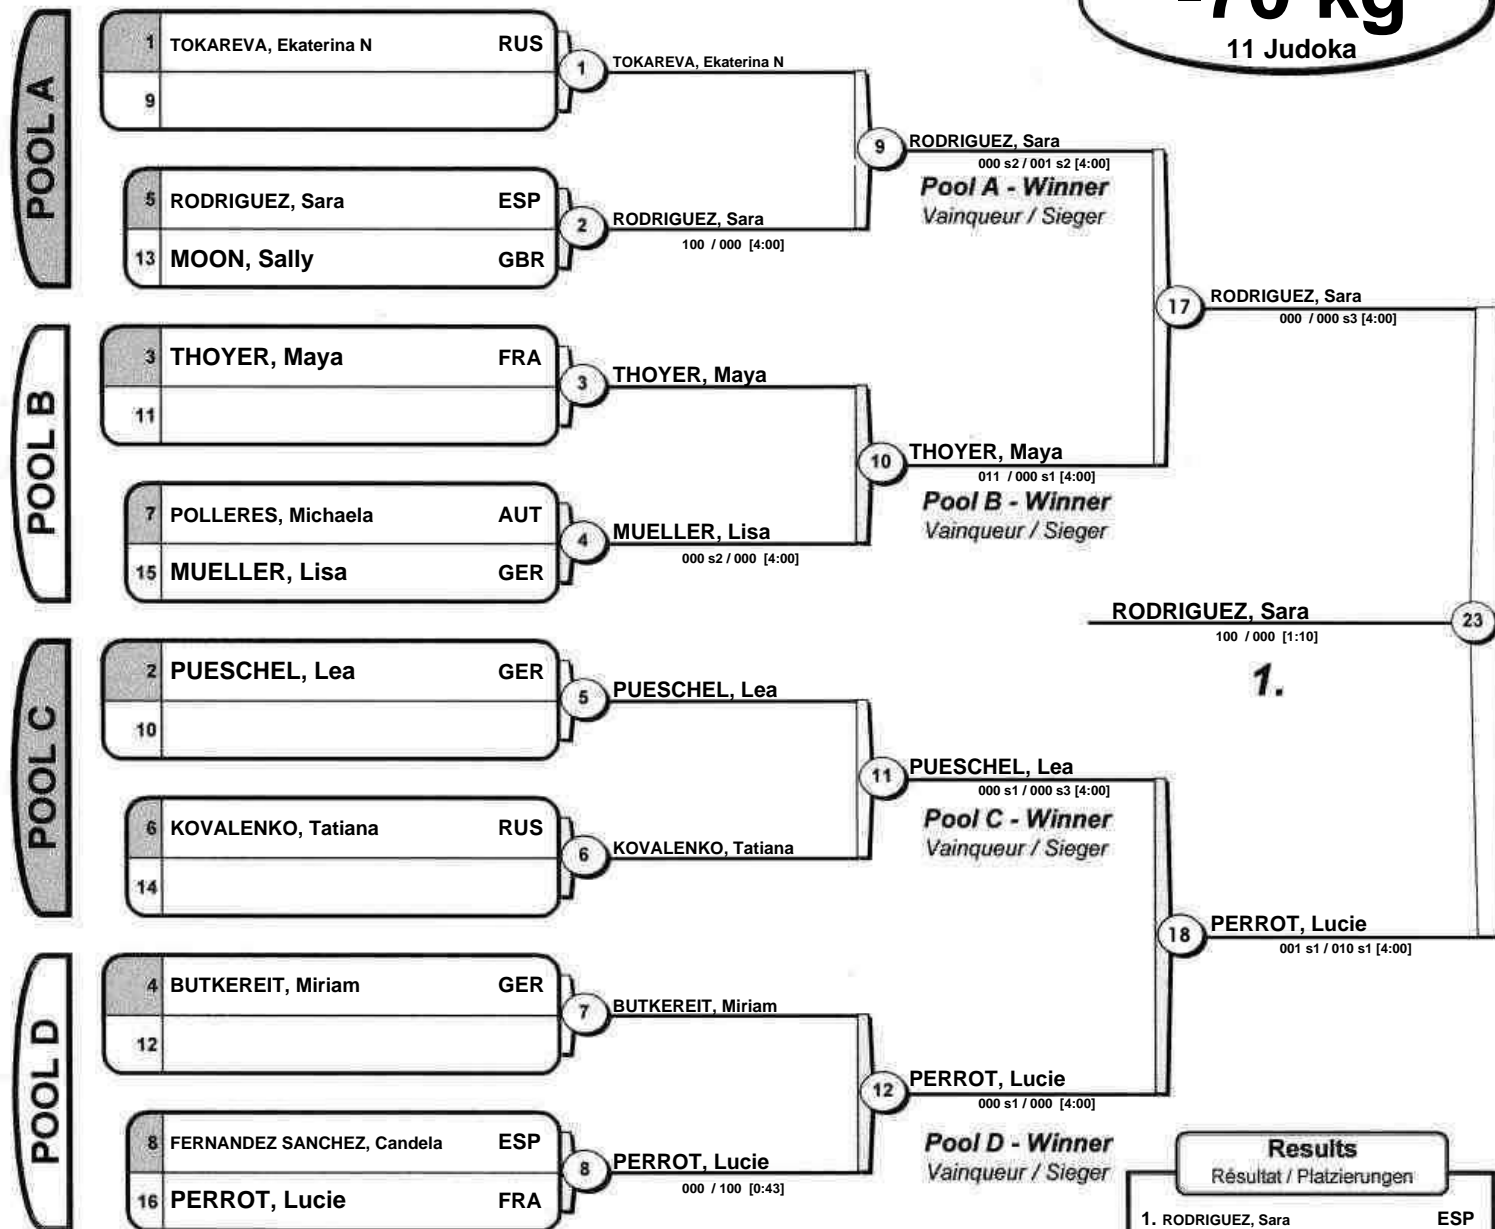 -70 kg
11 Judoka
POOL A
1 TOKAREVA, Ekaterina N RUS
9
1
TOKAREVA, Ekaterina N
5 RODRIGUEZ, Sara ESP
13 MOON, Sally GBR
2
RODRIGUEZ, Sara
100 / 000 [4:00]
9
RODRIGUEZ, Sara
000 s2 / 001 s2 [4:00]
Pool A - Winner
Vainqueur / Sieger
POOL B
3 THOYER, Maya FRA
11
3
THOYER, Maya
7 POLLERES, Michaela AUT
15 MUELLER, Lisa GER
4
MUELLER, Lisa
000 s2 / 000 [4:00]
10
THOYER, Maya
011 / 000 s1 [4:00]
Pool B - Winner
Vainqueur / Sieger
17
RODRIGUEZ, Sara
000 / 000 s3 [4:00]
RODRIGUEZ, Sara
100 / 000 [1:10]
1.
23
POOL C
2 PUESCHEL, Lea GER
10
5
PUESCHEL, Lea
6 KOVALENKO, Tatiana RUS
14
6
KOVALENKO, Tatiana
11
PUESCHEL, Lea
000 s1 / 000 s3 [4:00]
Pool C - Winner
Vainqueur / Sieger
POOL D
4 BUTKEREIT, Miriam GER
12
7
BUTKEREIT, Miriam
8 FERNANDEZ SANCHEZ, Candela ESP
16 PERROT, Lucie FRA
8
PERROT, Lucie
000 / 100 [0:43]
12
PERROT, Lucie
000 s1 / 000 [4:00]
Pool D - Winner
Vainqueur / Sieger
18
PERROT, Lucie
001 s1 / 010 s1 [4:00]
Results
Résultat / Platzierungen
1. RODRIGUEZ, Sara ESP